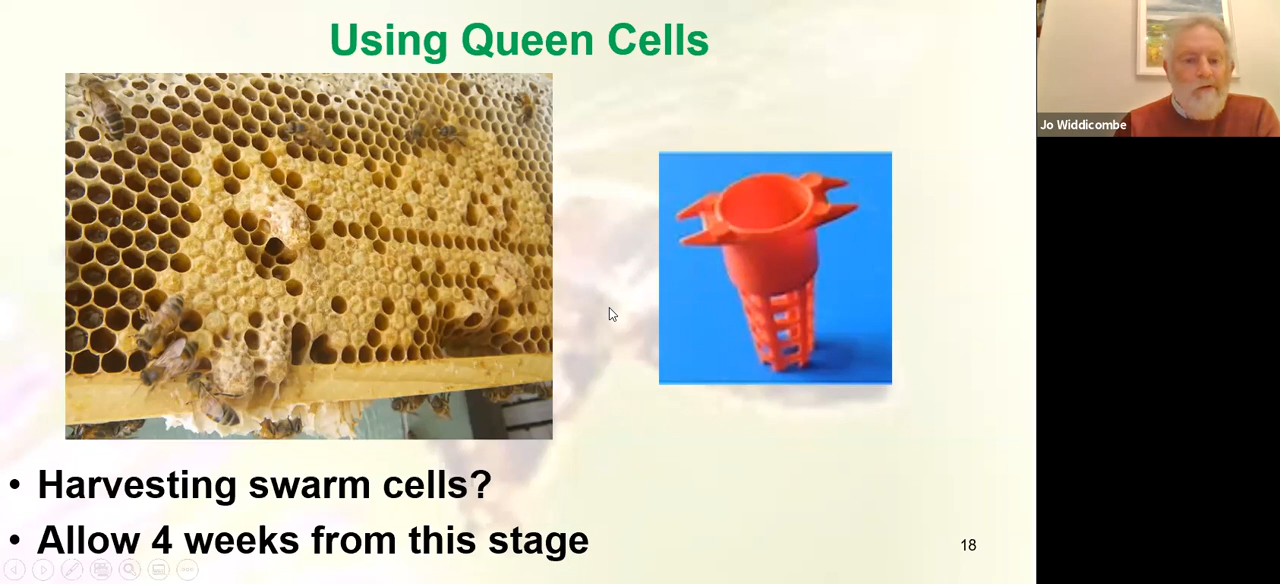 Using Queen Cells
Jo Widdicombe
• Harvesting swarm cells?
• Allow 4 weeks from this stage
18